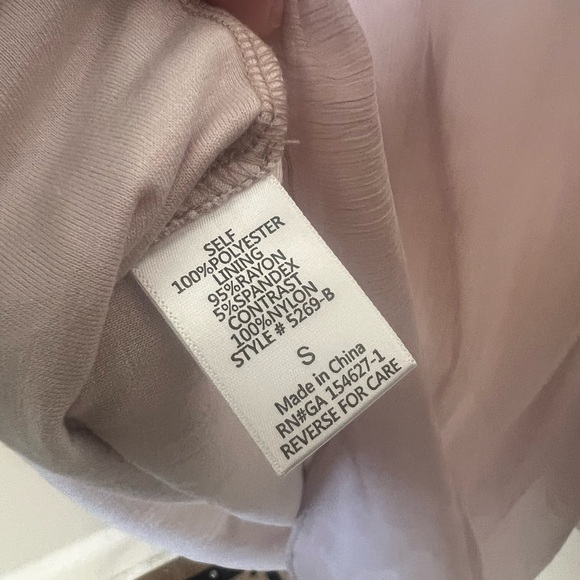 SELF
100%POLYESTER
LINING
95%RAYON
5%SPANDEX
CONTRAST
100%NYLON
STYLE # 5269-B
S
Made in China
RN#GA 154627-1
REVERSE FOR CARE